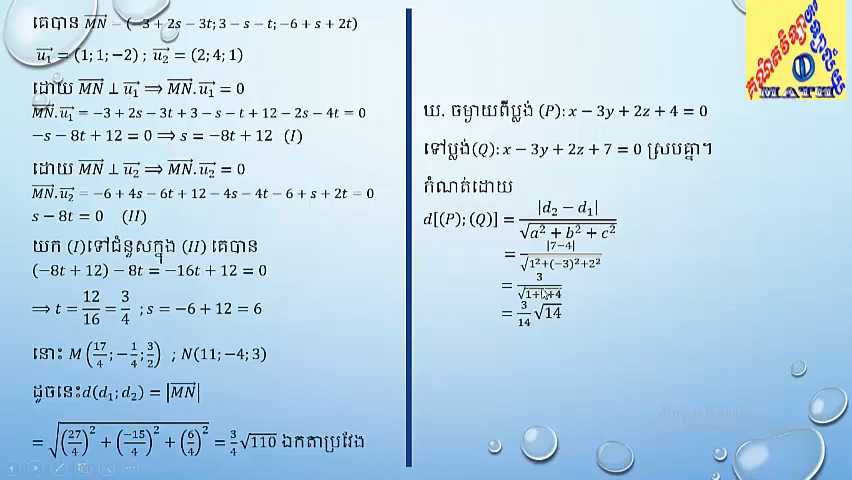 គេបាន MN⃗ = (−3 + 2s − 3t; 3 − s − t; −6 + s + 2t)
u₁⃗ = (1; 1; −2) ; u₂⃗ = (2; 4; 1)
ដោយ MN⃗ ⊥ u₁⃗ ⟹ MN⃗.u₁⃗ = 0
MN⃗.u₁⃗ = −3 + 2s − 3t + 3 − s − t + 12 − 2s − 4t = 0
−s − 8t + 12 = 0 ⟹ s = −8t + 12 (I)
ដោយ MN⃗ ⊥ u₂⃗ ⟹ MN⃗.u₂⃗ = 0
MN⃗.u₂⃗ = −6 + 4s − 6t + 12 − 4s − 4t − 6 + s + 2t = 0
s − 8t = 0 (II)
យក (I)ទៅជំនួសក្នុង (II) គេបាន
(−8t + 12) − 8t = −16t + 12 = 0
⟹ t = 12/16 = 3/4 ; s = −6 + 12 = 6
នោះ M(17/4; −1/4; 3/2) ; N(11; −4; 3)
ដូចនេះd(d₁; d₂) = |MN⃗|
= √((27/4)² + (−15/4)² + (6/4)²) = 3/4 √110 ឯកតាប្រវែង
ឃ. ចម្ងាយពីប្លង់ (P): x − 3y + 2z + 4 = 0
ទៅប្លង់(Q): x − 3y + 2z + 7 = 0 ស្របគ្នា។
កំណត់ដោយ
d[(P); (Q)] = |d₂ − d₁| / √(a² + b² + c²)
= |7−4| / √(1²+(−3)²+2²)
= 3 / √(1+9+4)
= 3/14 √14
MATH